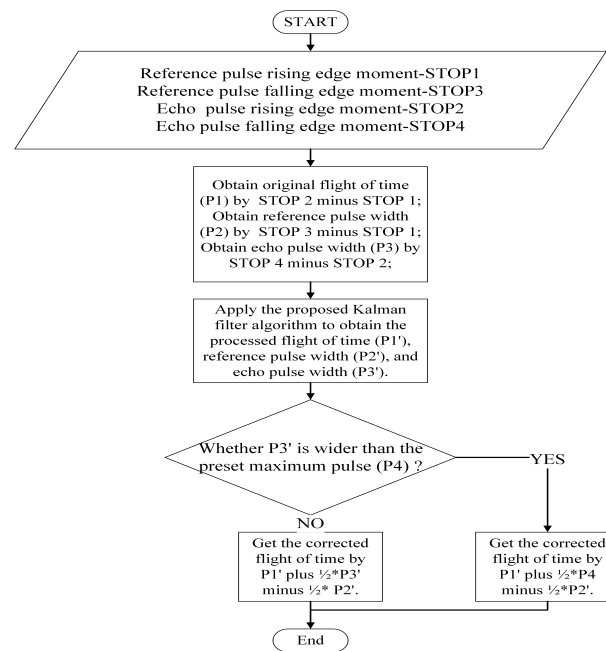 START
Reference pulse rising edge moment-STOP1
Reference pulse falling edge moment-STOP3
Echo pulse rising edge moment-STOP2
Echo pulse falling edge moment-STOP4
Obtain original flight of time
(P1) by STOP 2 minus STOP 1;
Obtain reference pulse width
(P2) by STOP 3 minus STOP 1;
Obtain echo pulse width (P3) by
STOP 4 minus STOP 2;
Apply the proposed Kalman
filter algorithm to obtain the
processed flight of time (P1'),
reference pulse width (P2'), and
echo pulse width (P3').
Whether P3' is wider than the
preset maximum pulse (P4) ?
YES
NO
Get the corrected
flight of time by
P1' plus ½*P3'
minus ½* P2'.
Get the corrected
flight of time by
P1' plus ½*P4
minus ½*P2'.
End